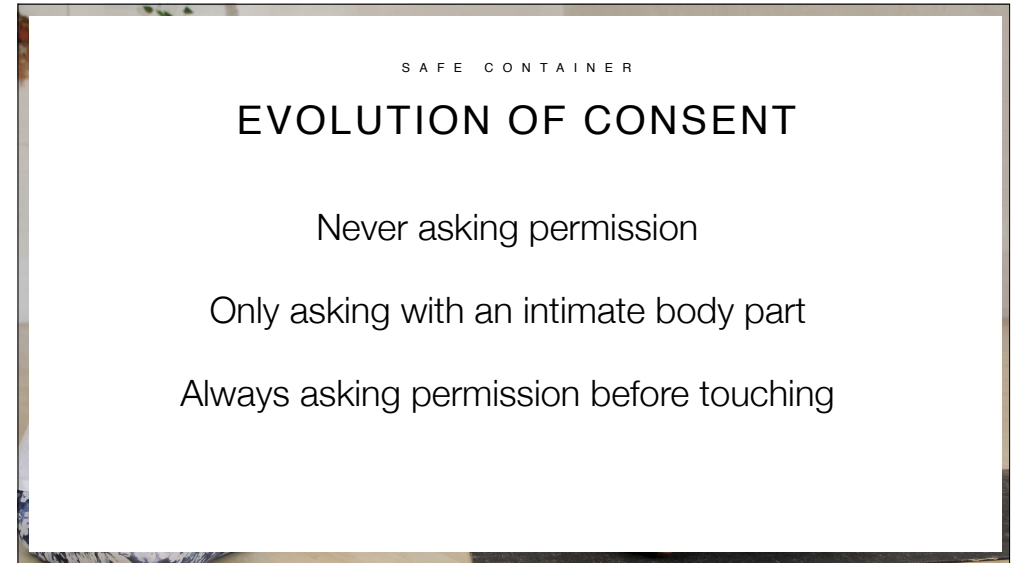 SAFE CONTAINER
EVOLUTION OF CONSENT
Never asking permission
Only asking with an intimate body part
Always asking permission before touching